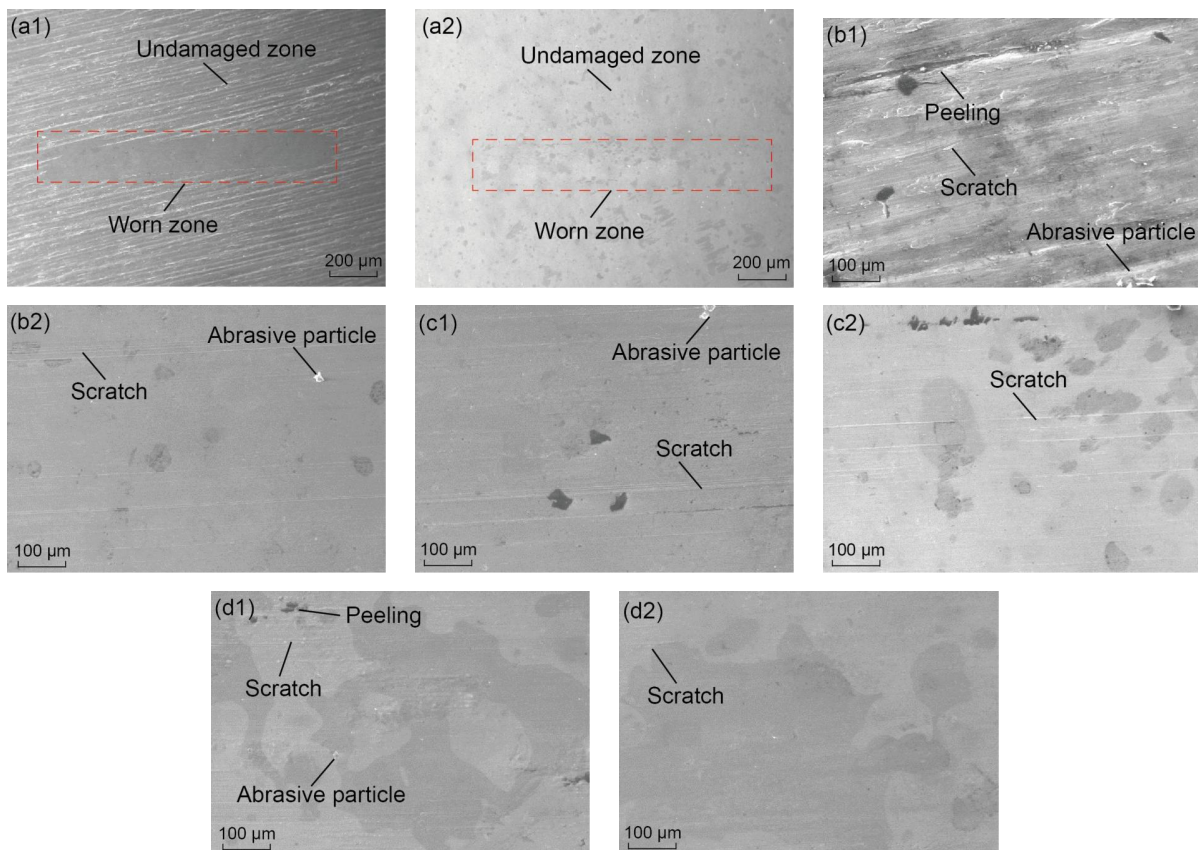 (a1)
Undamaged zone
Worn zone
200 µm
(a2)
Undamaged zone
Worn zone
200 µm
(b1)
Peeling
Scratch
Abrasive particle
100 µm
(b2)
Abrasive particle
Scratch
100 µm
(c1)
Abrasive particle
Scratch
100 µm
(c2)
Scratch
100 µm
(d1)
Peeling
Scratch
Abrasive particle
100 µm
(d2)
Scratch
100 µm